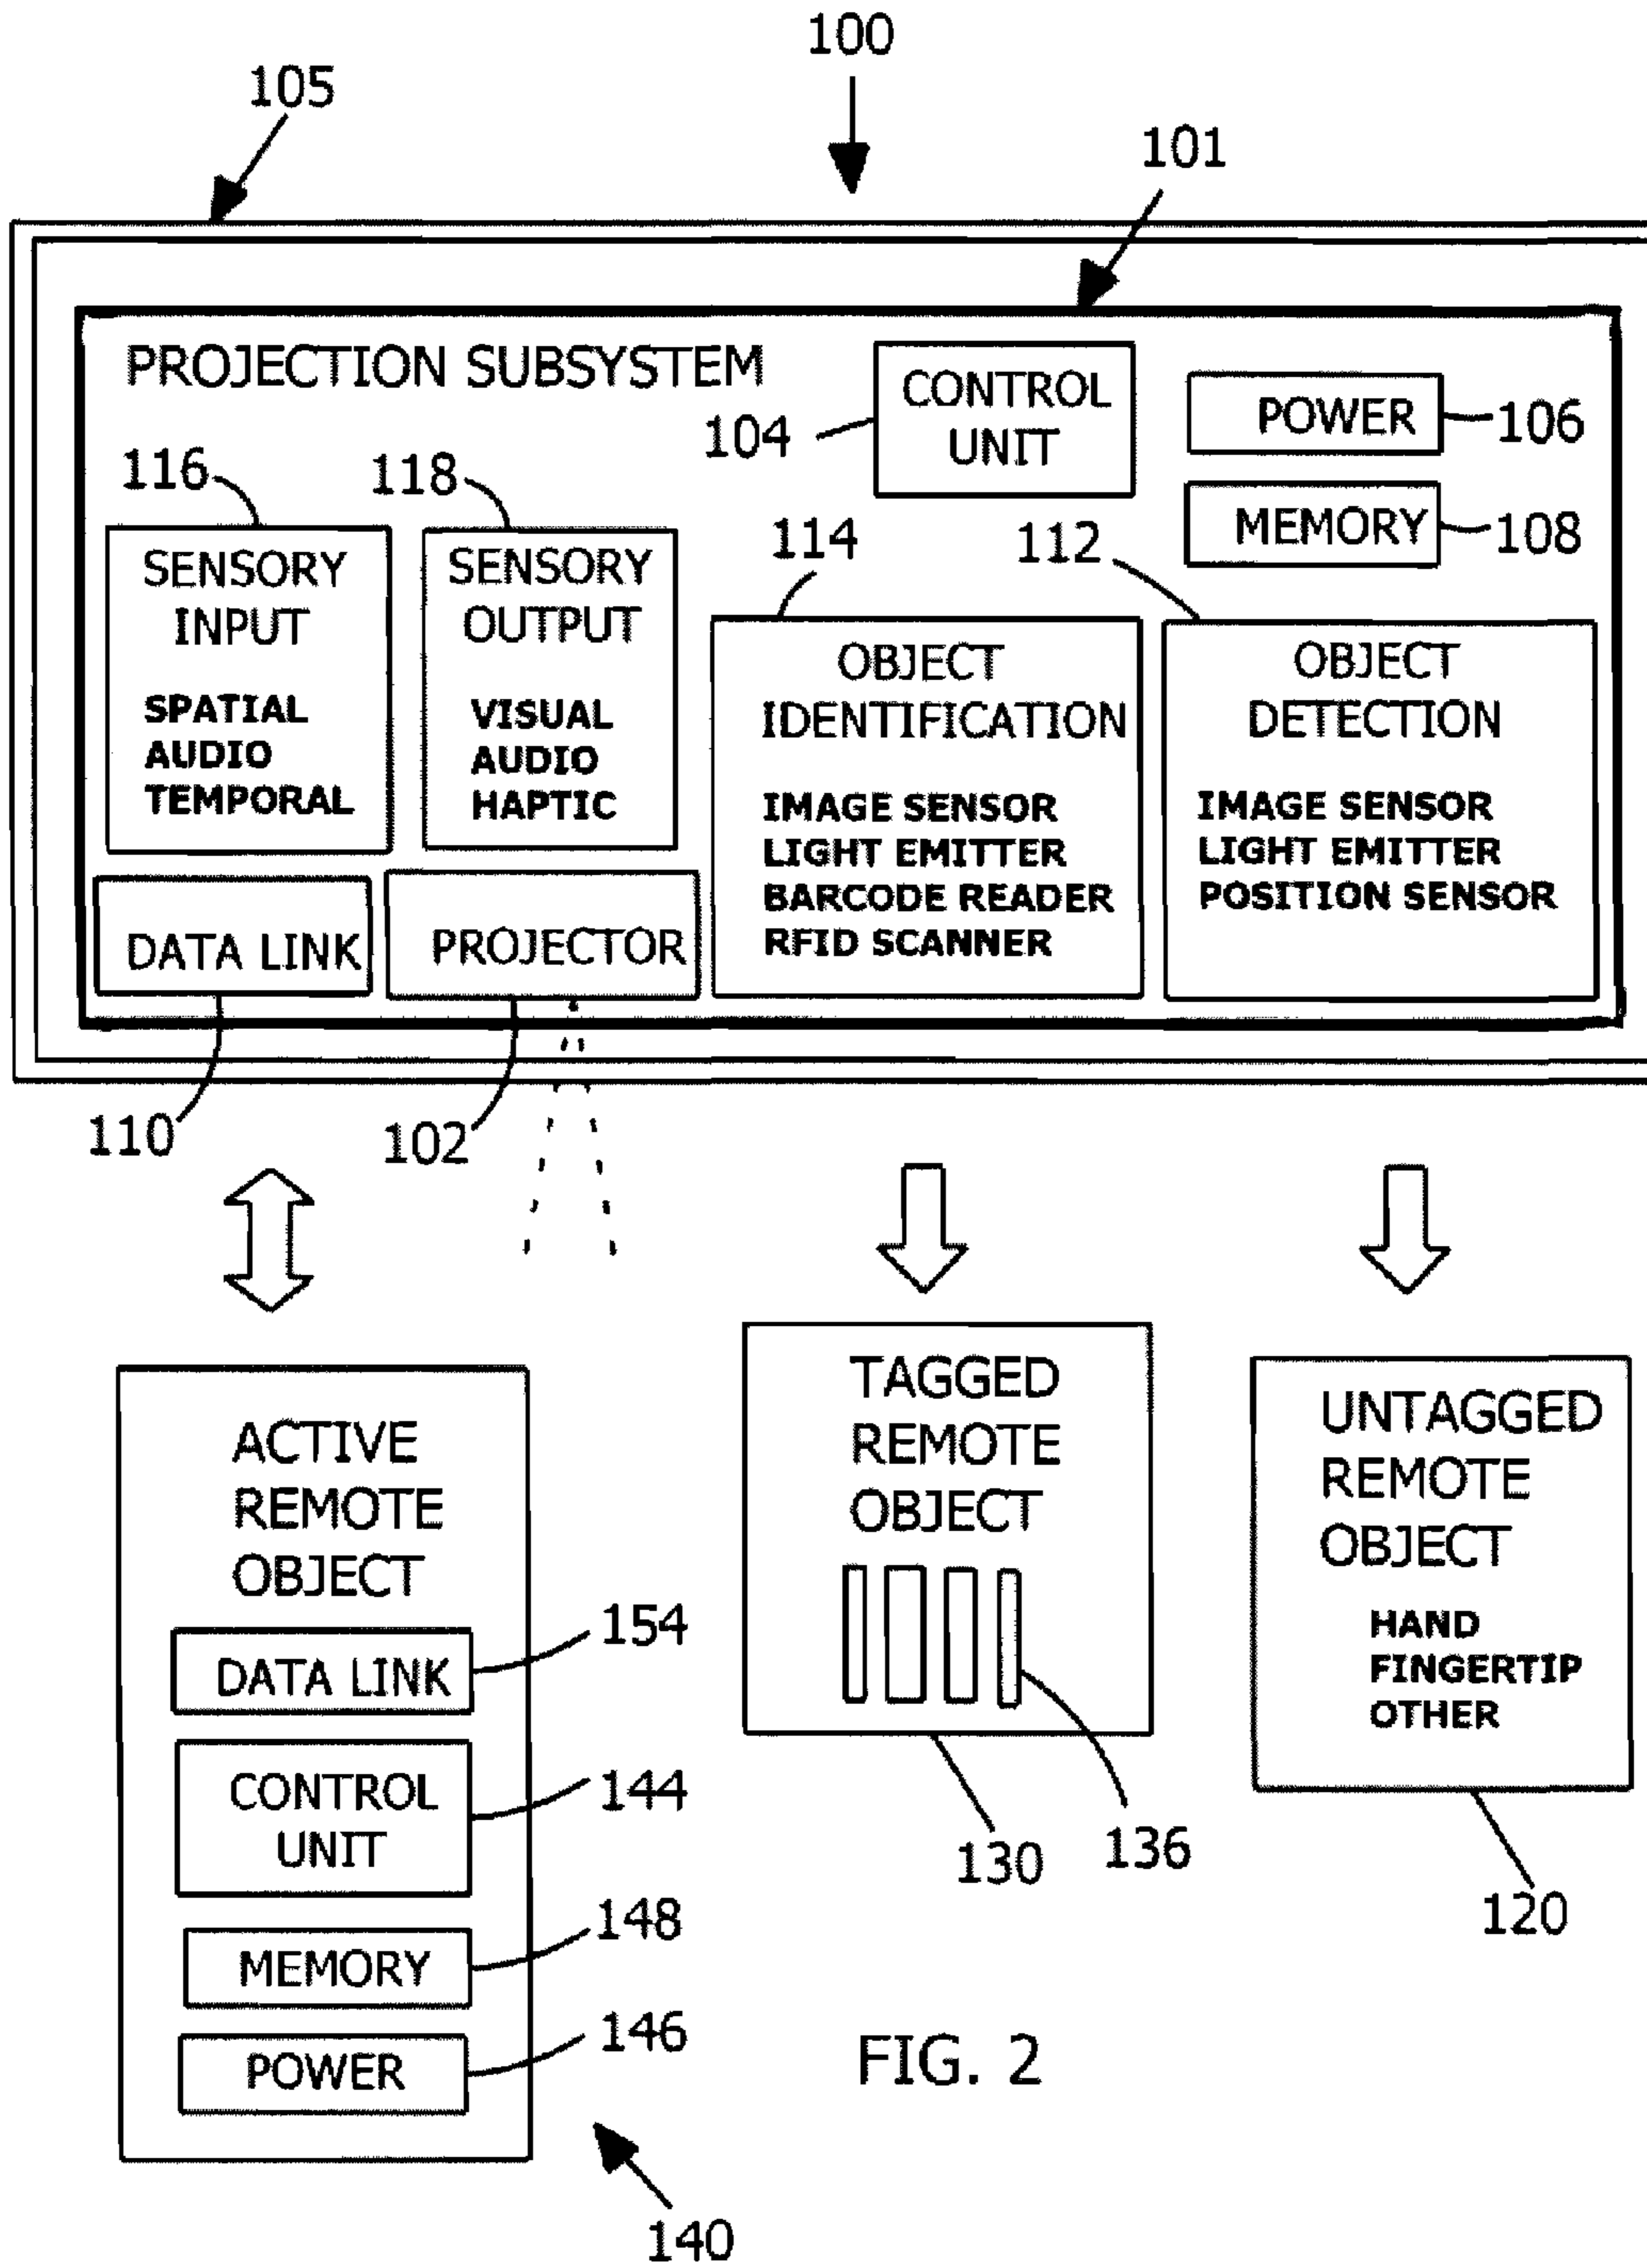 100
105
101
PROJECTION SUBSYSTEM
CONTROL
UNIT
104
POWER
106
MEMORY
108
116
118
114
112
SENSORY
INPUT
SPATIAL
AUDIO
TEMPORAL
SENSORY
OUTPUT
VISUAL
AUDIO
HAPTIC
OBJECT
IDENTIFICATION
IMAGE SENSOR
LIGHT EMITTER
BARCODE READER
RFID SCANNER
OBJECT
DETECTION
IMAGE SENSOR
LIGHT EMITTER
POSITION SENSOR
DATA LINK
PROJECTOR
110
102
ACTIVE
REMOTE
OBJECT
DATA LINK
154
CONTROL
UNIT
144
MEMORY
148
POWER
146
140
TAGGED
REMOTE
OBJECT
130
136
UNTAGGED
REMOTE
OBJECT
HAND
FINGERTIP
OTHER
120
FIG. 2